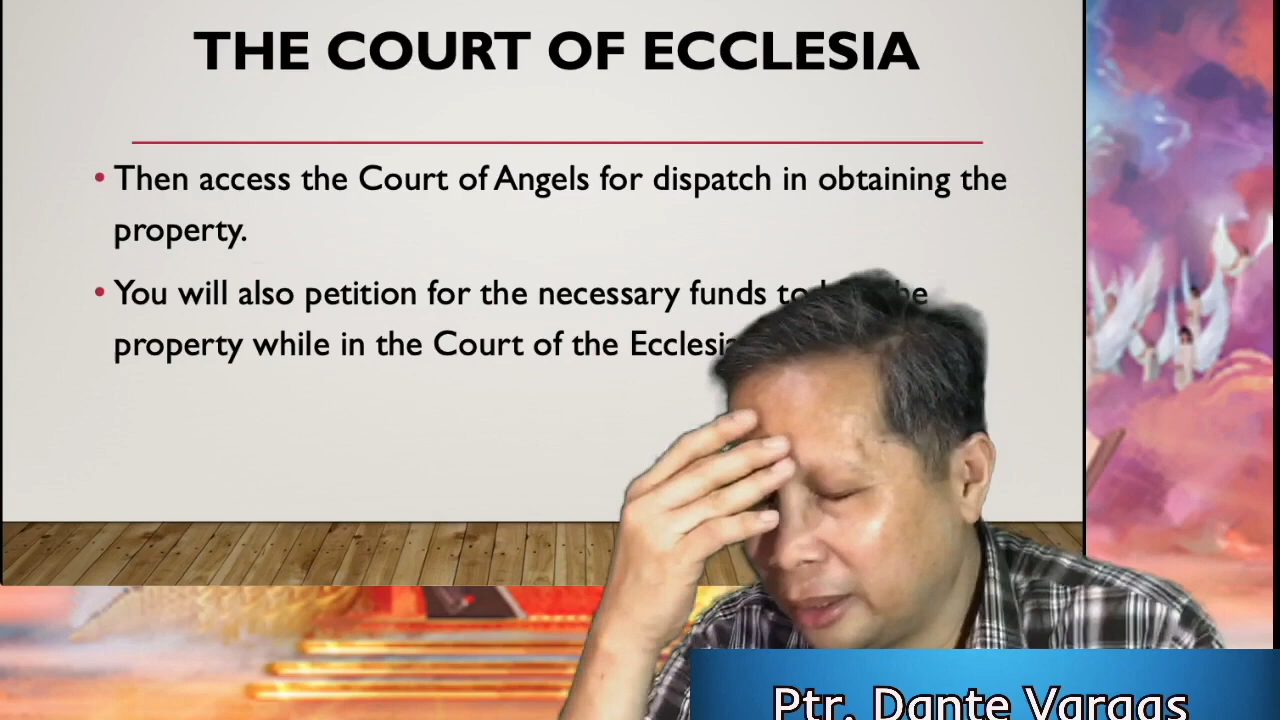 THE COURT OF ECCLESIA
• Then access the Court of Angels for dispatch in obtaining the
property.
• You will also petition for the necessary funds to
property while in the Court of the
Ptr. Dante Vargas